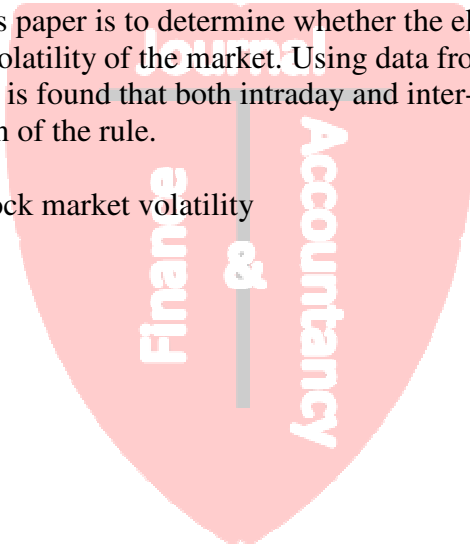 s paper is to determine whether the el
olatility of the market. Using data fro
is found that both intraday and inter-
n of the rule.
ock market volatility
Journal
Finance
&
Accountancy